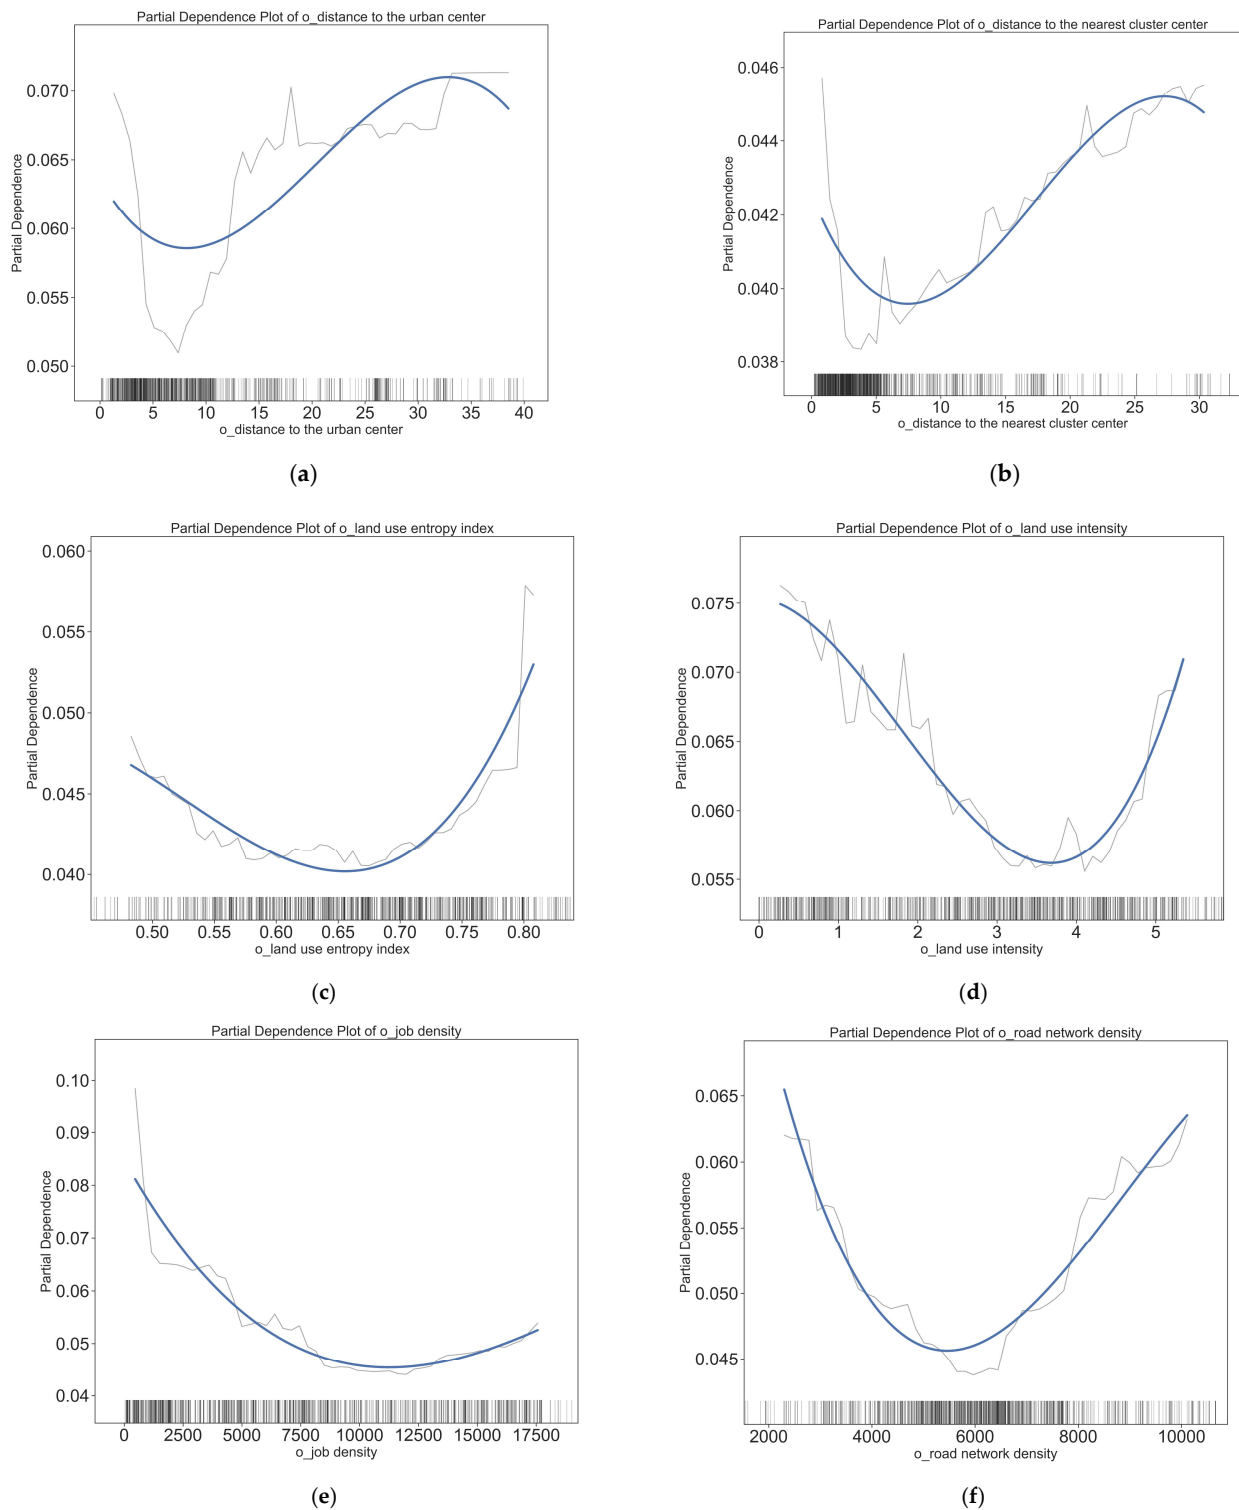 Partial Dependence Plot of o_distance to the urban center
0.070
0.065
0.060
0.055
0.050
Partial Dependence
0 5 10 15 20 25 30 35 40
o_distance to the urban center
(a)
Partial Dependence Plot of o_distance to the nearest cluster center
0.046
0.044
0.042
0.040
0.038
Partial Dependence
0 5 10 15 20 25 30
o_distance to the nearest cluster center
(b)
Partial Dependence Plot of o_land use entropy index
0.060
0.055
0.050
0.045
0.040
Partial Dependence
0.50 0.55 0.60 0.65 0.70 0.75 0.80
o_land use entropy index
(c)
Partial Dependence Plot of o_land use intensity
0.075
0.070
0.065
0.060
0.055
Partial Dependence
0 1 2 3 4 5
o_land use intensity
(d)
Partial Dependence Plot of o_job density
0.10
0.09
0.08
0.07
0.06
0.05
0.04
Partial Dependence
0 2500 5000 7500 10000 12500 15000 17500
o_job density
(e)
Partial Dependence Plot of o_road network density
0.065
0.060
0.055
0.050
0.045
Partial Dependence
2000 4000 6000 8000 10000
o_road network density
(f)